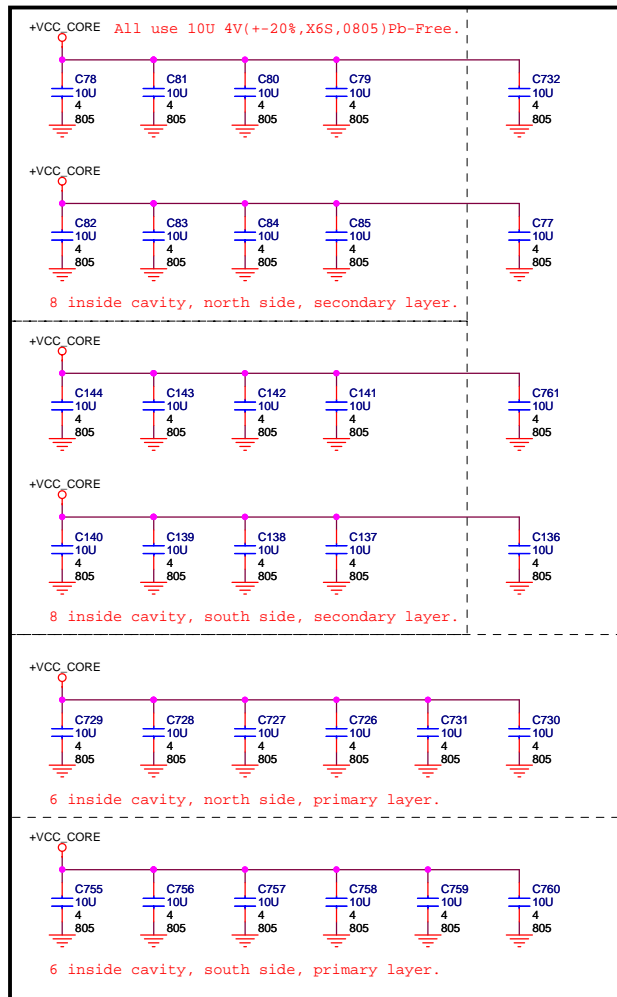 All use 10U 4V(+-20%,X6S,0805)Pb-Free.
+VCC_CORE
C78 C81 C80 C79 C732
10U 10U 10U 10U 10U
4 4 4 4 4
805 805 805 805 805
+VCC_CORE
C82 C83 C84 C85 C77
10U 10U 10U 10U 10U
4 4 4 4 4
805 805 805 805 805
8 inside cavity, north side, secondary layer.
+VCC_CORE
C144 C143 C142 C141 C761
10U 10U 10U 10U 10U
4 4 4 4 4
805 805 805 805 805
+VCC_CORE
C140 C139 C138 C137 C136
10U 10U 10U 10U 10U
4 4 4 4 4
805 805 805 805 805
8 inside cavity, south side, secondary layer.
+VCC_CORE
C729 C728 C727 C726 C731 C730
10U 10U 10U 10U 10U 10U
4 4 4 4 4 4
805 805 805 805 805 805
6 inside cavity, north side, primary layer.
+VCC_CORE
C755 C756 C757 C758 C759 C760
10U 10U 10U 10U 10U 10U
4 4 4 4 4 4
805 805 805 805 805 805
6 inside cavity, south side, primary layer.